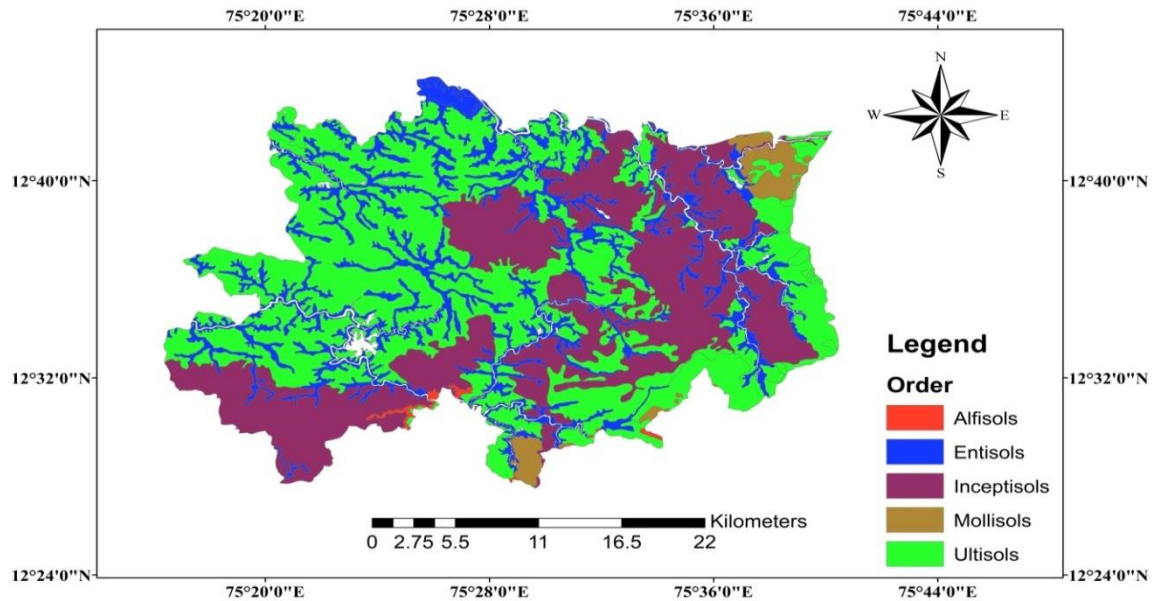 75°20'0"E 75°28'0"E 75°36'0"E 75°44'0"E
N
W E
S
12°40'0"N 12°40'0"N
12°32'0"N 12°32'0"N
12°24'0"N 12°24'0"N
Legend
Order
Alfisols
Entisols
Inceptisols
Mollisols
Ultisols
Kilometers
0 2.75 5.5 11 16.5 22
75°20'0"E 75°28'0"E 75°36'0"E 75°44'0"E